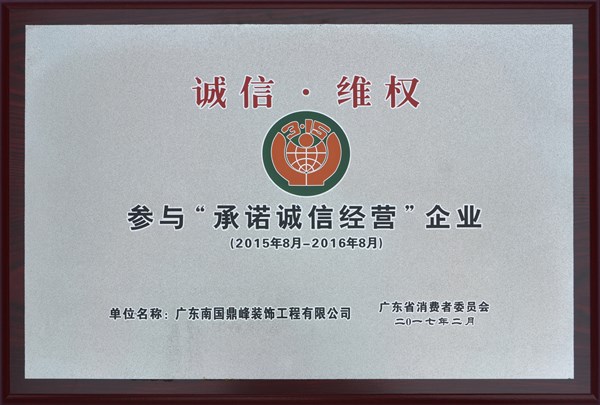 诚信·维权
3·15
参与“承诺诚信经营”企业
(2015年8月-2016年8月)
单位名称：广东南国鼎峰装饰工程有限公司
广东省消费者委员会
二〇一七年二月